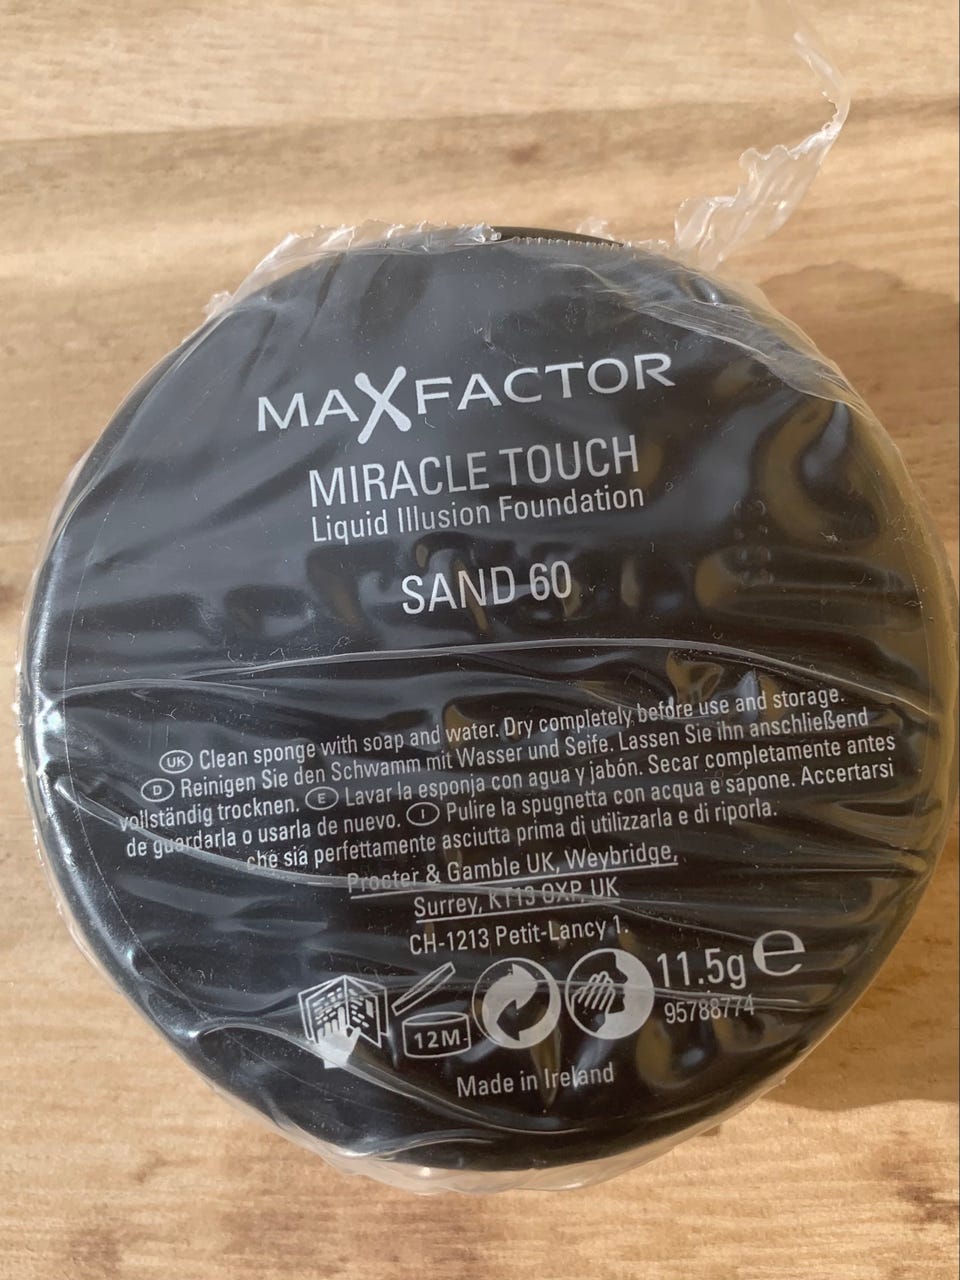 MAXFACTOR
MIRACLE TOUCH
Liquid Illusion Foundation
SAND 60
UK Clean sponge with soap and water. Dry completely before use and storage.
D Reinigen Sie den Schwamm mit Wasser und Seife. Lassen Sie ihn anschließend
vollständig trocknen. E Lavar la esponja con agua y jabón. Secar completamente antes
de guardarla o usarla de nuevo. I Pulire la spugnetta con acqua e sapone. Accertarsi
che sia perfettamente asciutta prima di utilizzarla e di riporla.
Procter & Gamble UK, Weybridge,
Surrey, KT13 0XP, UK
CH-1213 Petit-Lancy 1.
12M
11.5g e
95788774
Made in Ireland